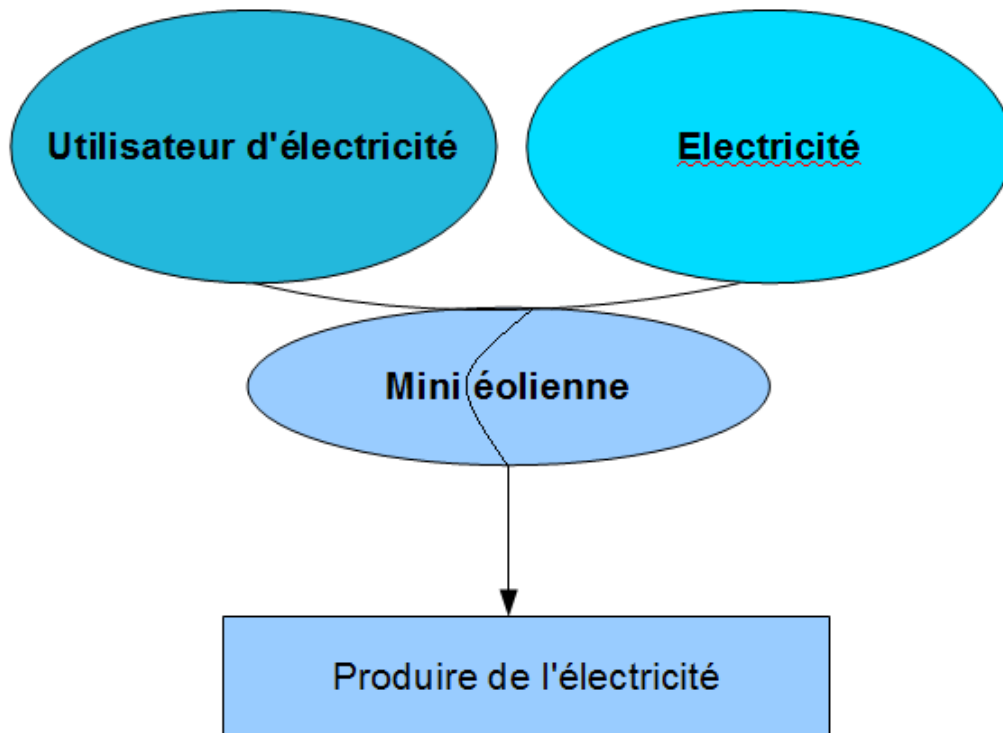 Utilisateur d'électricité
Electricité
Mini éolienne
Produire de l'électricité